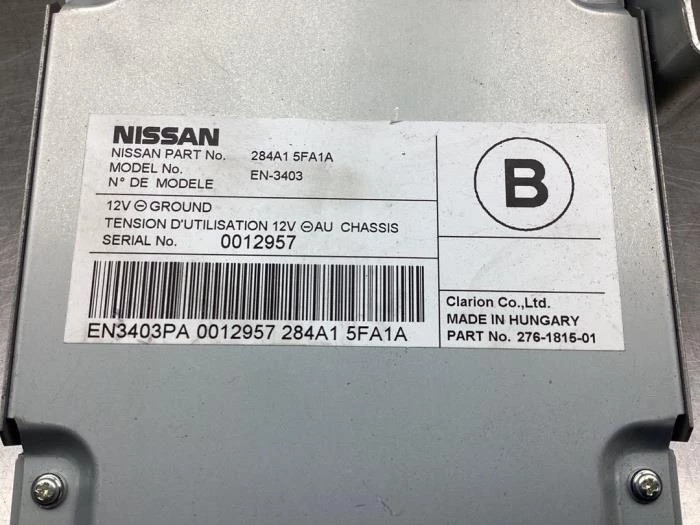 NISSAN
NISSAN PART No. 284A1 5FA1A
MODEL No. EN-3403
N° DE MODELE
12V ⊖ GROUND
TENSION D'UTILISATION 12V ⊖ AU CHASSIS
SERIAL No. 0012957
EN3403PA 0012957 284A1 5FA1A
B
Clarion Co.,Ltd.
MADE IN HUNGARY
PART No. 276-1815-01